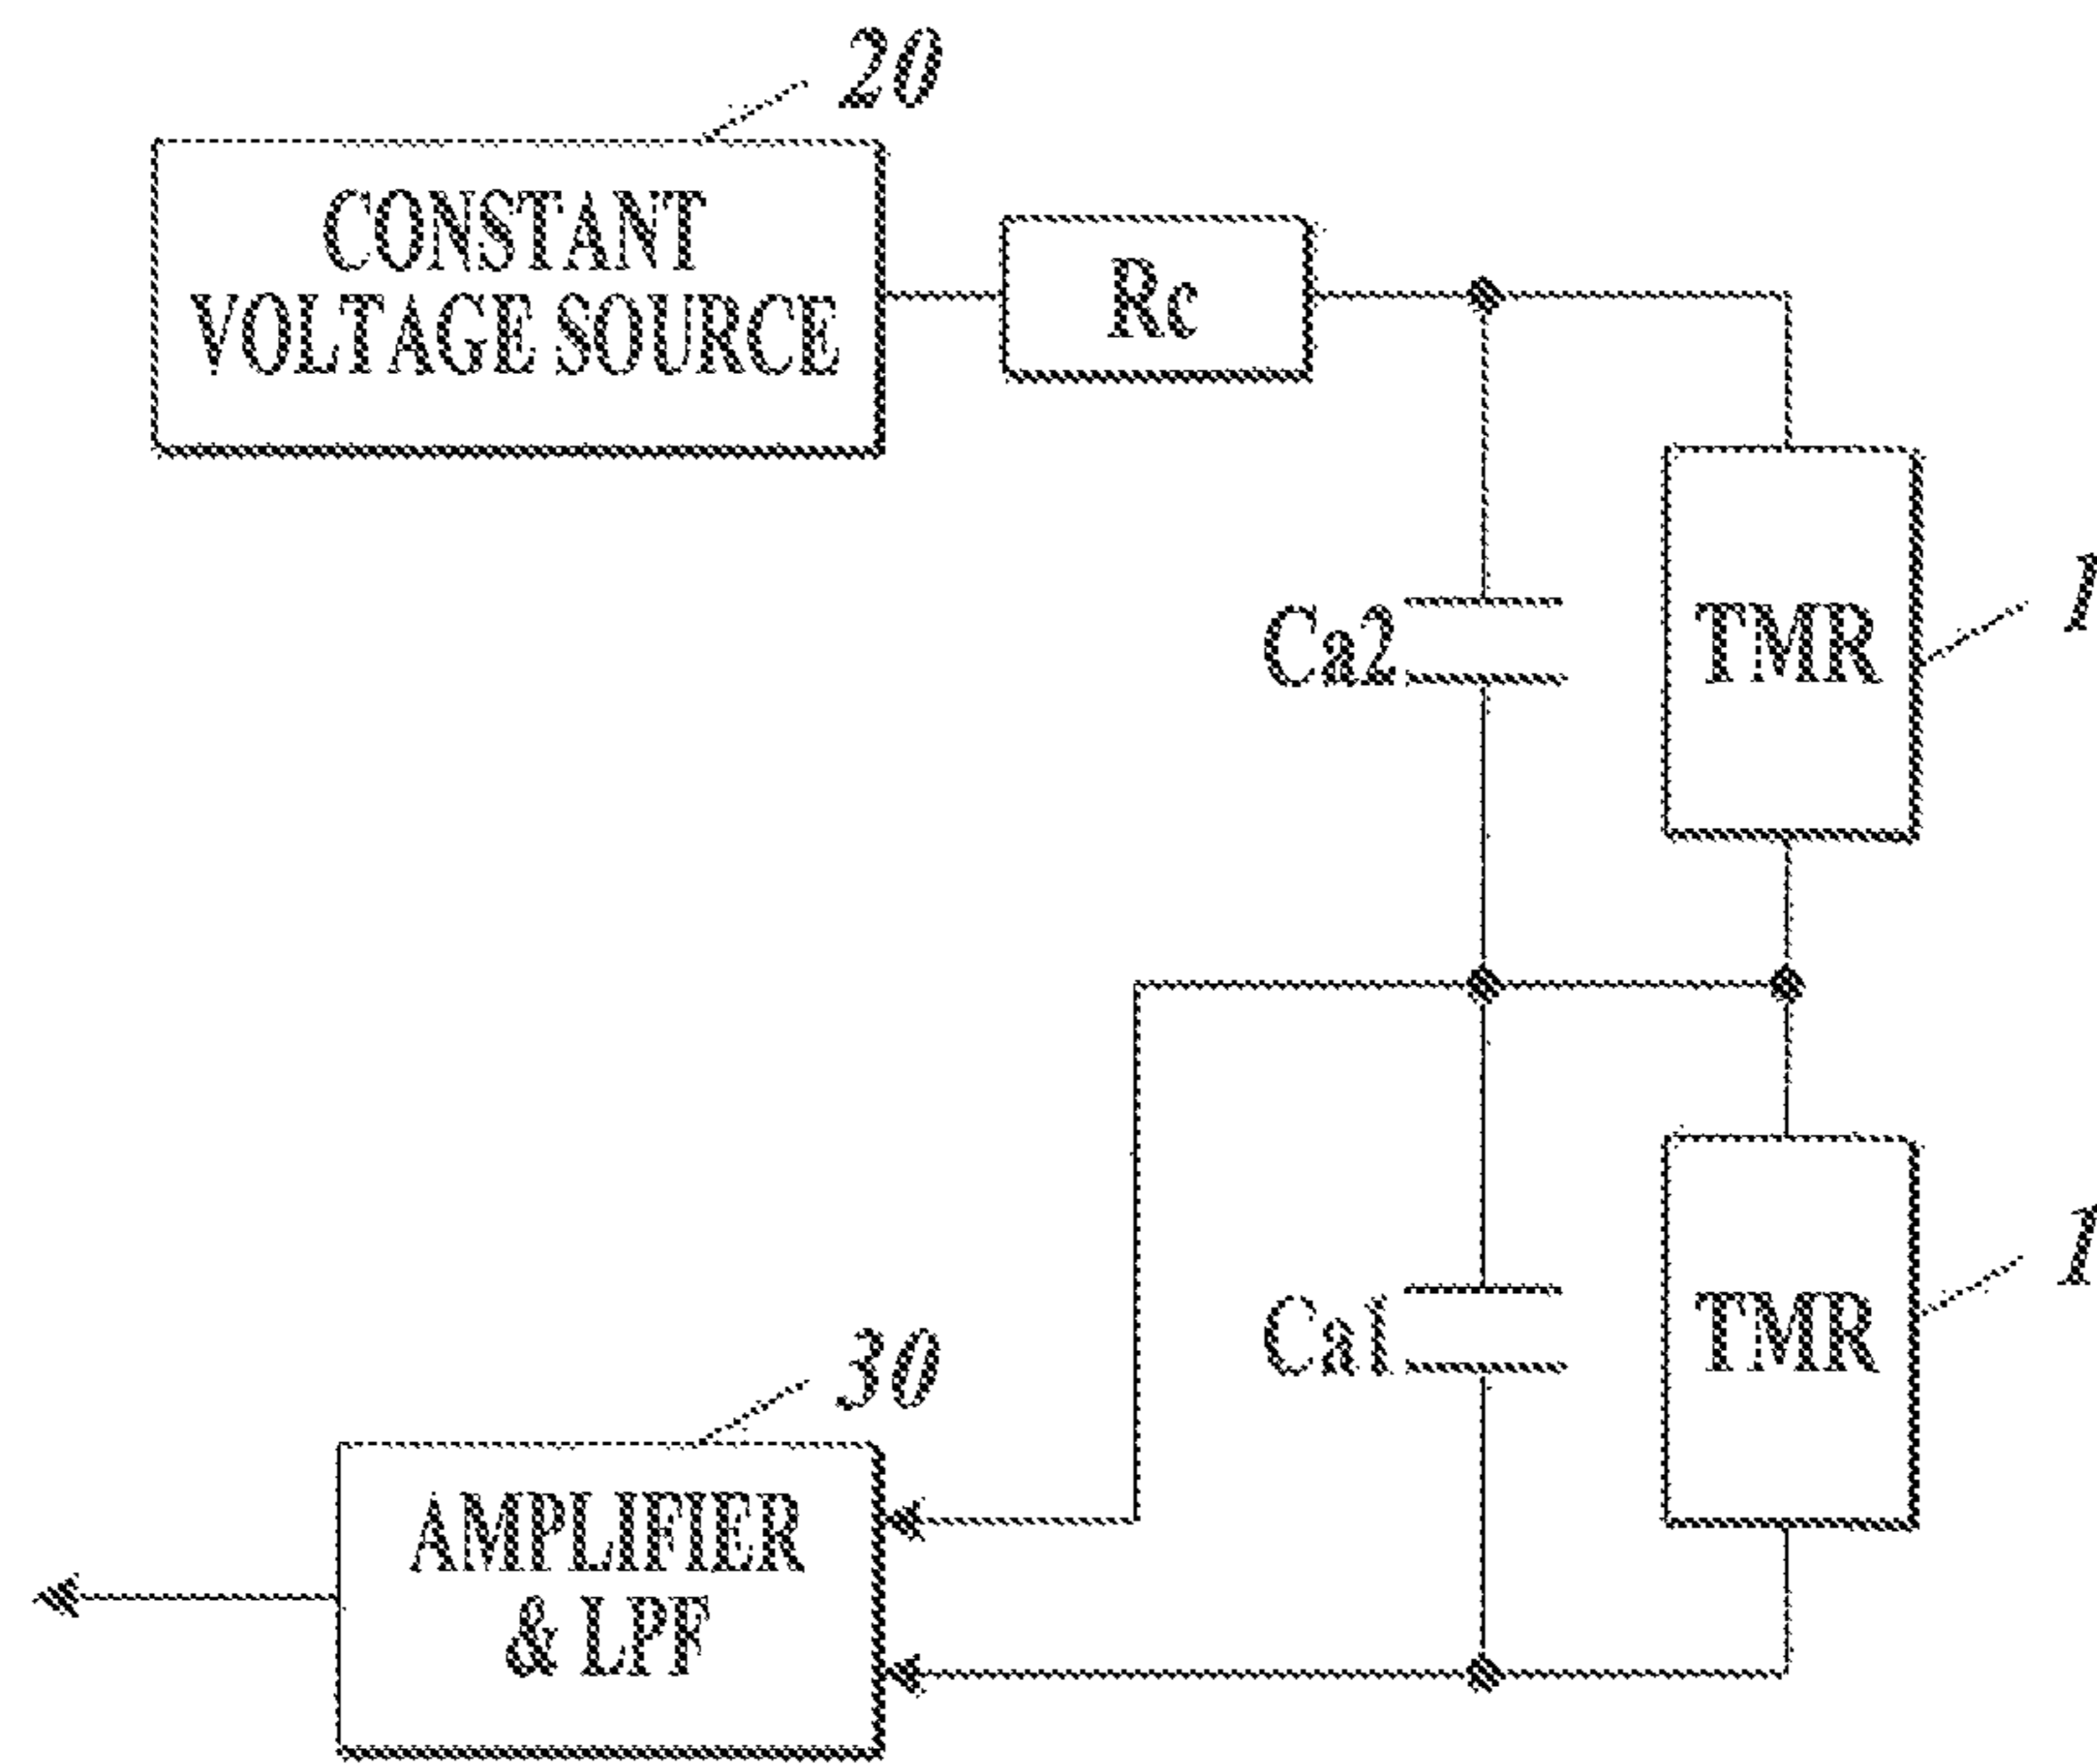 20
CONSTANT
VOLTAGE SOURCE
Rc
Ca2
TMR
Ca1
TMR
30
AMPLIFIER
& LPF